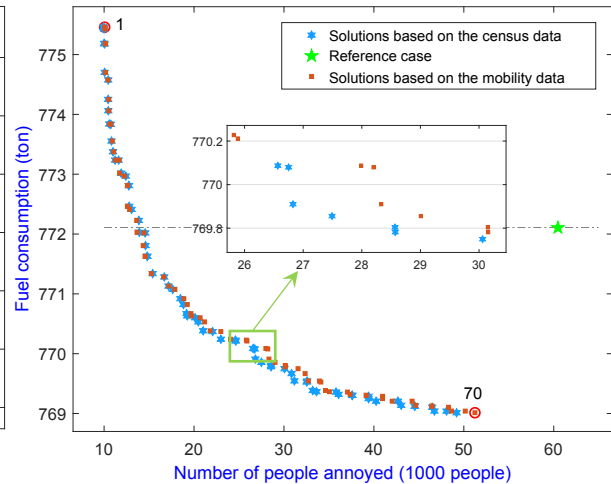 1
Solutions based on the census data
Reference case
Solutions based on the mobility data
775
774
773
772
771
770
769
Fuel consumption (ton)
770.2
770
769.8
26 27 28 29 30
70
10 20 30 40 50 60
Number of people annoyed (1000 people)